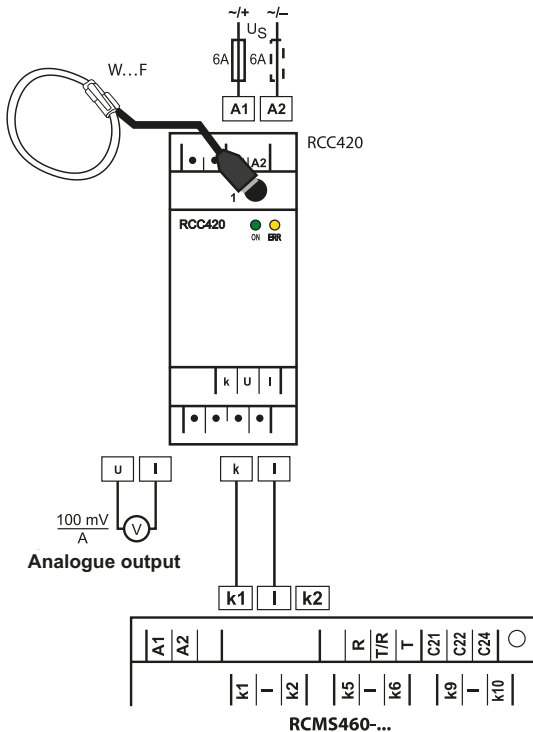 ~/+ ~/–
U_S
6A 6A
W...F
A1 A2
RCC420
A2
1
RCC420
ON ERR
k U I
U I k I
100 mV
A
V
Analogue output
k1 I k2
A1 A2 R T/R T C21 C22 C24
k1 I k2 k5 I k6 k9 I k10
RCMS460-...